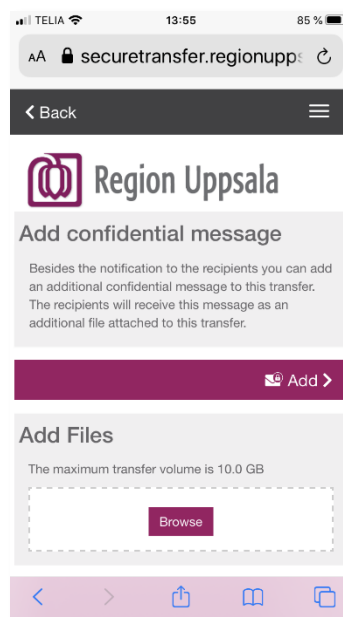 TELIA 13:55 85 %
AA securetransfer.regionupps
Back
Region Uppsala
Add confidential message
Besides the notification to the recipients you can add
an additional confidential message to this transfer.
The recipients will receive this message as an
additional file attached to this transfer.
Add
Add Files
The maximum transfer volume is 10.0 GB
Browse